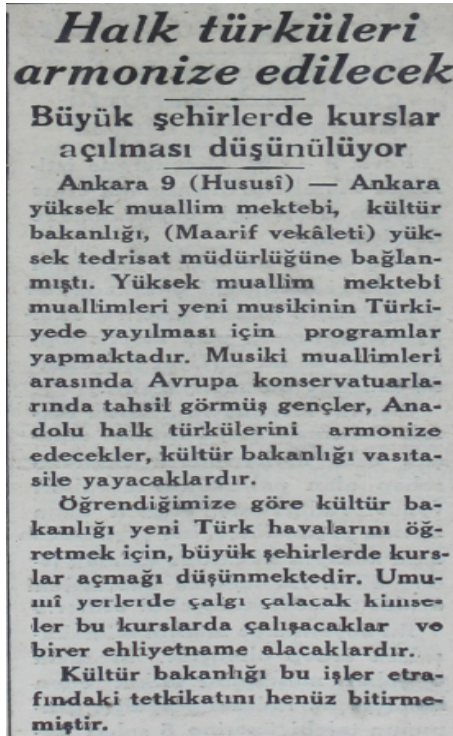 Halk türküleri
armonize edilecek
Büyük şehirlerde kurslar
açılması düşünülüyor
Ankara 9 (Hususî) — Ankara
yüksek muallim mektebi, kültür
bakanlığı, (Maarif vekâleti) yük-
sek tedrisat müdürlüğüne bağlan-
mıştı. Yüksek muallim mektebi
muallimleri yeni musikinin Türki-
yede yayılması için programlar
yapmaktadır. Musiki muallimleri
arasında Avrupa konservatuarla-
rında tahsil görmüş gençler, Ana-
dolu halk türkülerini armonize
edecekler, kültür bakanlığı vasıta-
sile yayacaklardır.
Öğrendiğimize göre kültür ba-
kanlığı yeni Türk havalarını öğ-
retmek için, büyük şehirlerde kurs-
lar açmağı düşünmektedir. Umu-
mî yerlerde çalgı çalacak kimse-
ler bu kurslarda çalışacaklar ve
birer ehliyetname alacaklardır.
Kültür bakanlığı bu işler etra-
fındaki tetkikatını henüz bitirme-
miştir.